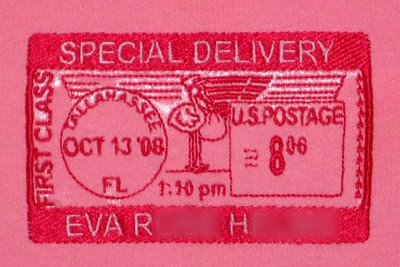 SPECIAL DELIVERY
FIRST CLASS
TALLAHASSEE
OCT 13 '08
FL
1:10 pm
U.S. POSTAGE
8 06
EVA R H